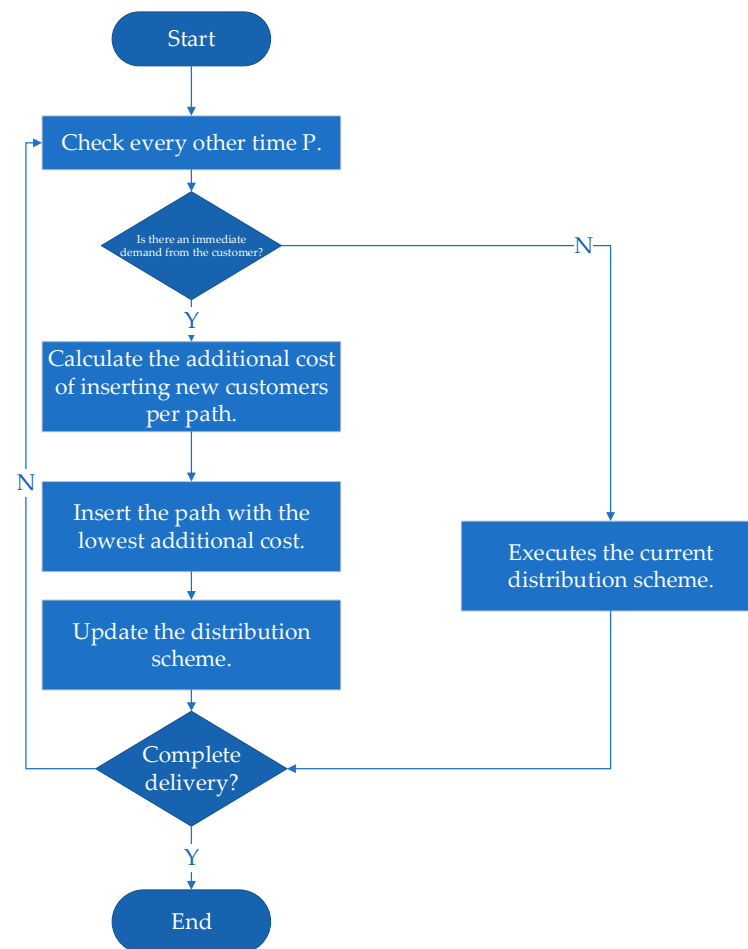 Start
Check every other time P.
Is there an immediate
demand from the customer?
N
Y
Calculate the additional cost
of inserting new customers
per path.
N
Insert the path with the
lowest additional cost.
Executes the current
distribution scheme.
Update the distribution
scheme.
Complete
delivery?
Y
End